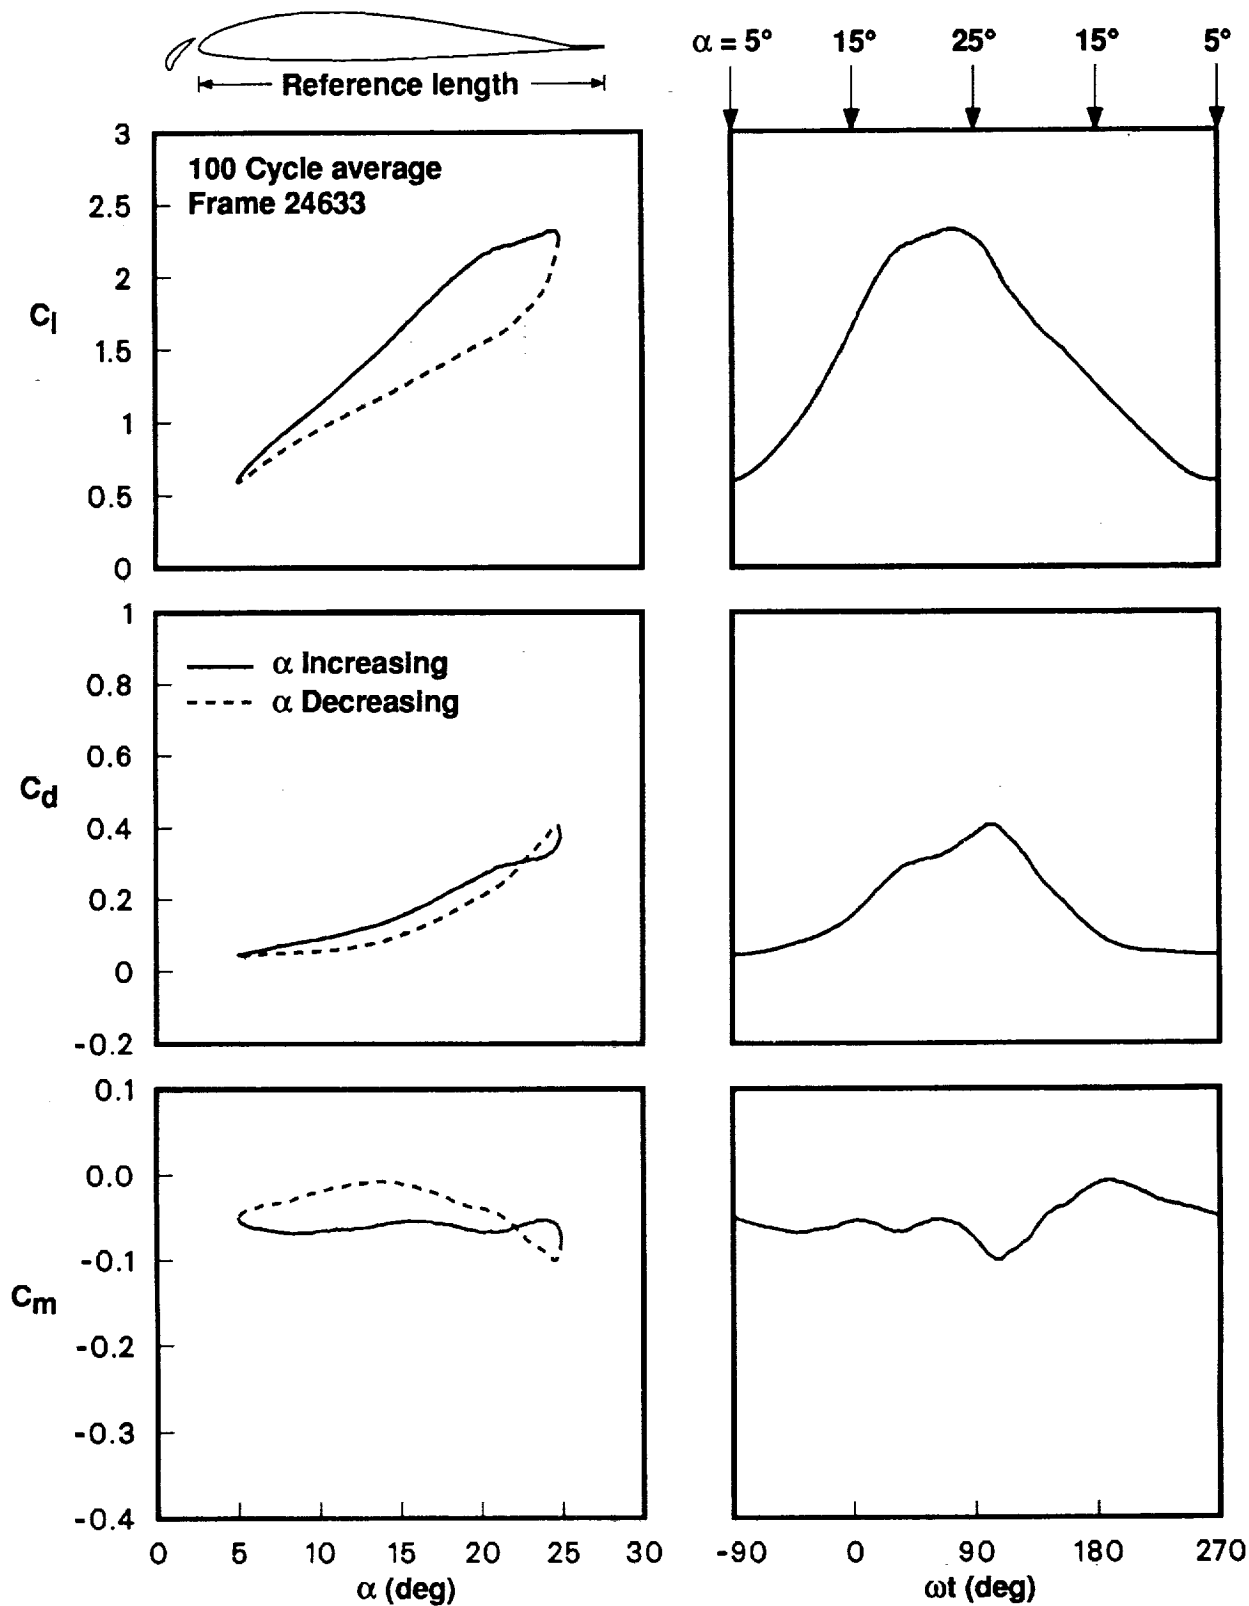 α = 5° 15° 25° 15° 5°
Reference length
100 Cycle average
Frame 24633
3
2.5
2
1.5
1
0.5
0
Cl
α Increasing
α Decreasing
1
0.8
0.6
0.4
0.2
0
-0.2
Cd
0.1
0.0
-0.1
-0.2
-0.3
-0.4
Cm
0 5 10 15 20 25 30
α (deg)
-90 0 90 180 270
ωt (deg)